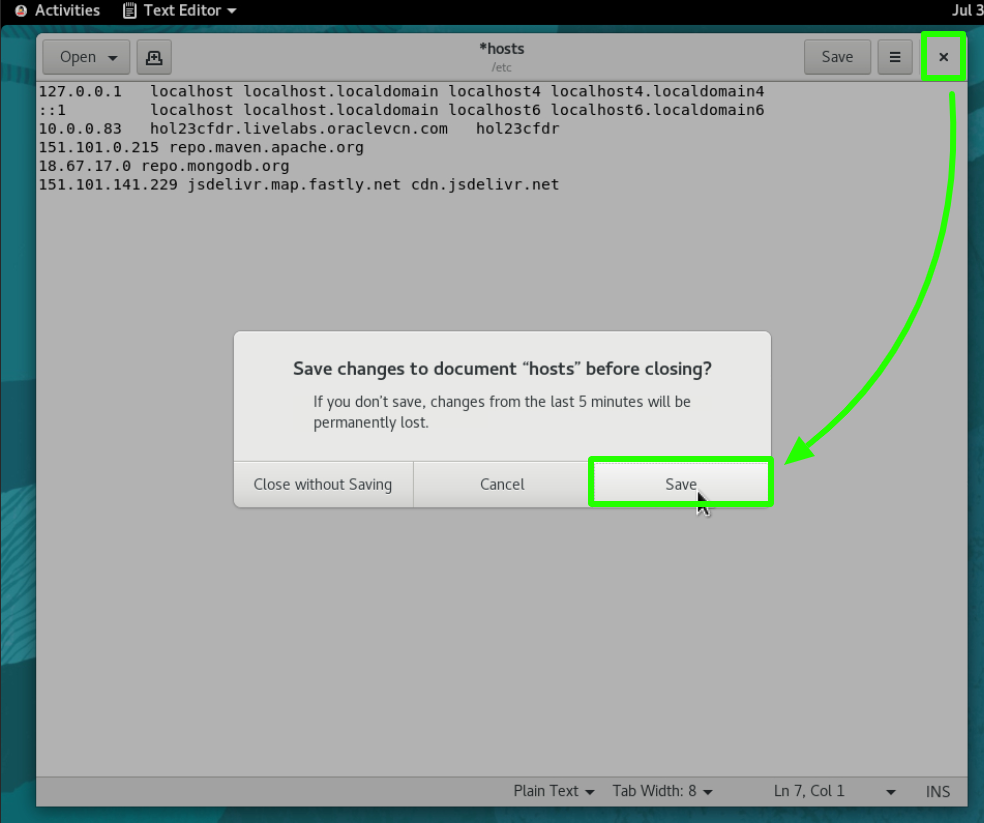 Activities Text Editor Jul 3
Open *hosts Save
/etc
127.0.0.1   localhost localhost.localdomain localhost4 localhost4.localdomain4
::1         localhost localhost.localdomain localhost6 localhost6.localdomain6
10.0.0.83   hol23cfdr.livelabs.oraclevcn.com   hol23cfdr
151.101.0.215 repo.maven.apache.org
18.67.17.0 repo.mongodb.org
151.101.141.229 jsdelivr.map.fastly.net cdn.jsdelivr.net
Save changes to document “hosts” before closing?
If you don’t save, changes from the last 5 minutes will be
permanently lost.
Close without Saving Cancel Save
Plain Text Tab Width: 8 Ln 7, Col 1 INS